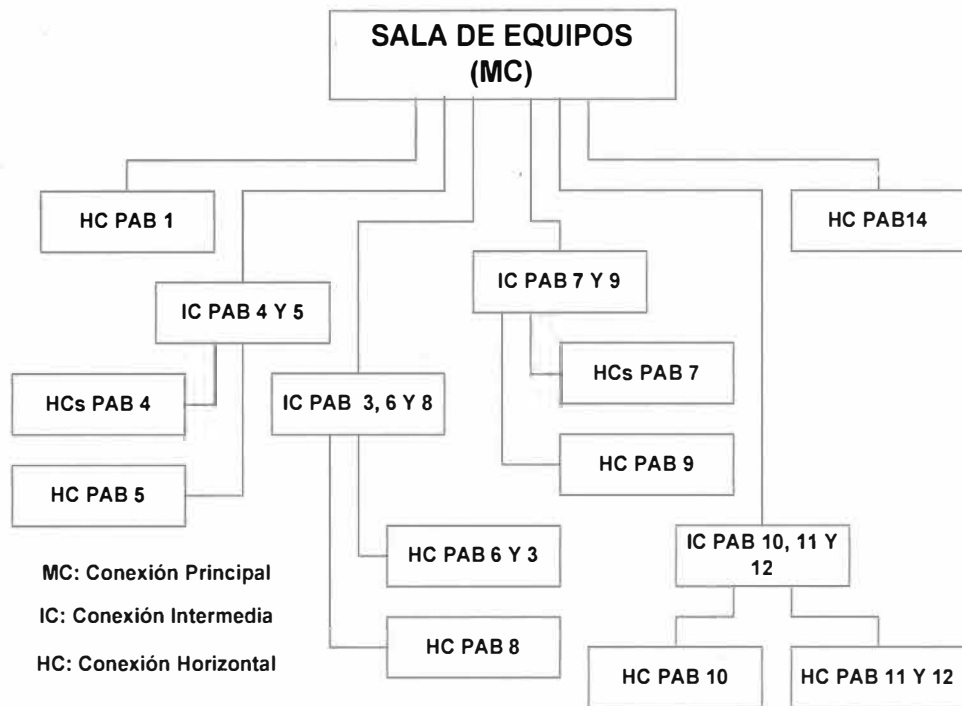 SALA DE EQUIPOS
(MC)
HC PAB 1
HC PAB14
IC PAB 4 Y 5
IC PAB 7 Y 9
HCs PAB 4
IC PAB 3, 6 Y 8
HCs PAB 7
HC PAB 5
HC PAB 9
HC PAB 6 Y 3
IC PAB 10, 11 Y
12
MC: Conexión Principal
IC: Conexión Intermedia
HC: Conexión Horizontal
HC PAB 8
HC PAB 10
HC PAB 11 Y 12